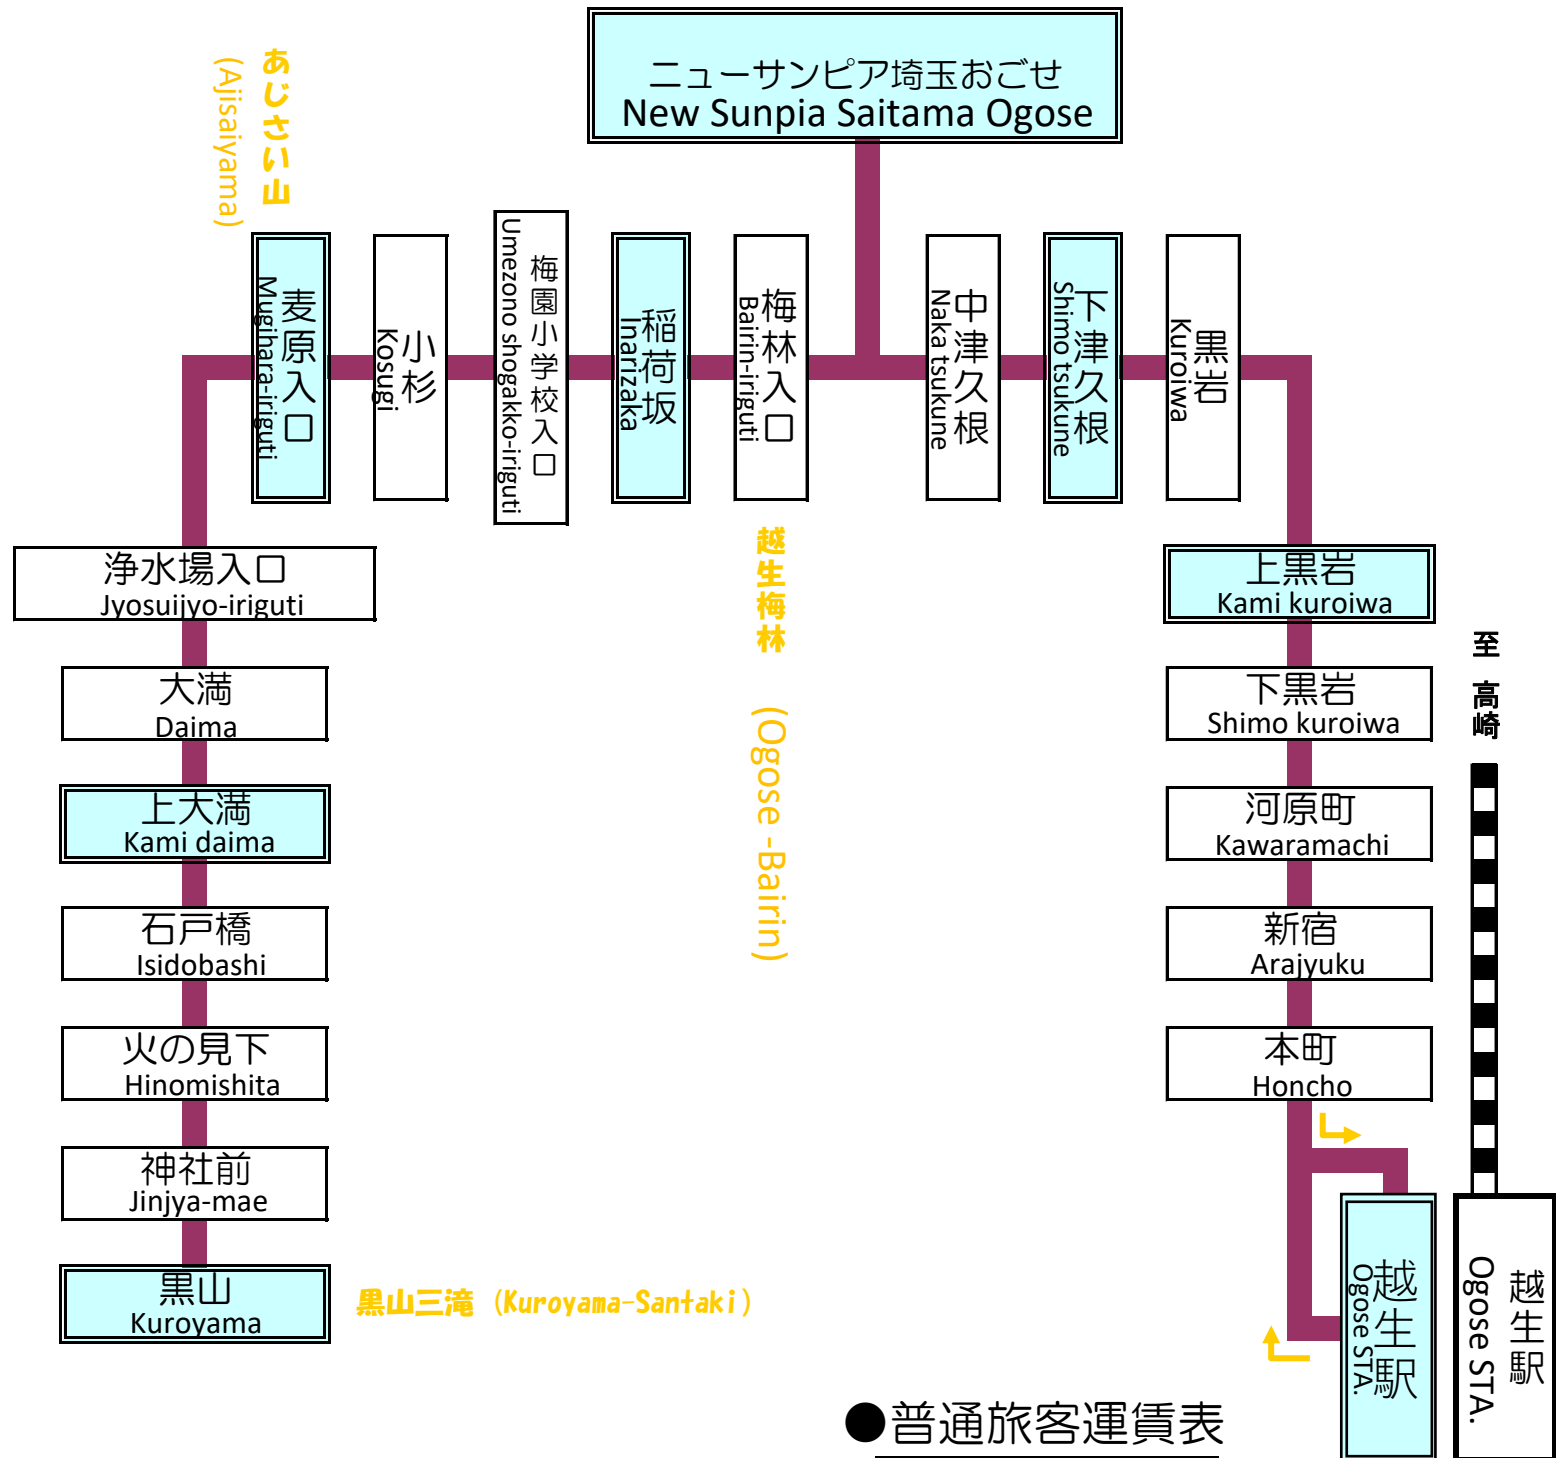 ニューサンピア埼玉おごせ
New Sunpia Saitama Ogose
あじさい山
(Ajisaiyama)
麦原入口
Mugihara-iriguti
小杉
Kosugi
梅園小学校入口
Umezono shogakko-iriguti
稲荷坂
Inarizaka
梅林入口
Bairin-iriguti
中津久根
Naka tsukune
下津久根
Shimo tsukune
黒岩
Kuroiwa
越生梅林 (Ogose -Bairin)
浄水場入口
Jyosuijyo-iriguti
大満
Daima
上大満
Kami daima
石戸橋
Isidobashi
火の見下
Hinomishita
神社前
Jinjya-mae
黒山
Kuroyama
黒山三滝 (Kuroyama-Santaki)
上黒岩
Kami kuroiwa
下黒岩
Shimo kuroiwa
河原町
Kawaramachi
新宿
Arajyuku
本町
Honcho
至 高崎
越生駅
Ogose STA.
越生駅
Ogose STA.
●普通旅客運賃表